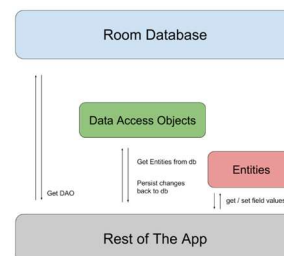 Room Database
Data Access Objects
Get Entities from db
Persist changes
back to db
Entities
Get DAO
get / set field values
Rest of The App